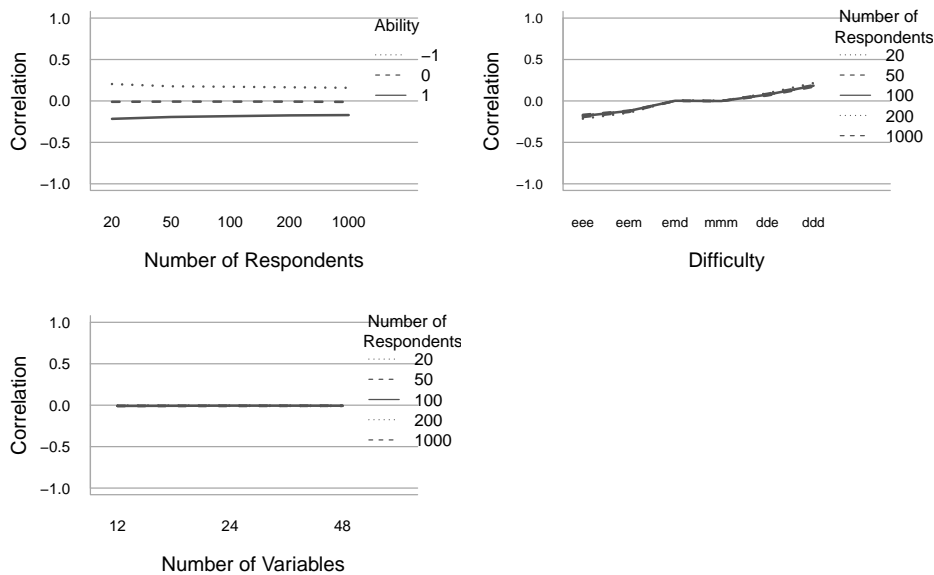 Correlation
1.0
0.5
0.0
−0.5
−1.0
Ability
−1
0
1
20 50 100 200 1000
Number of Respondents
Correlation
1.0
0.5
0.0
−0.5
−1.0
Number of
Respondents
20
50
100
200
1000
eee eem emd mmm dde ddd
Difficulty
Correlation
1.0
0.5
0.0
−0.5
−1.0
Number of
Respondents
20
50
100
200
1000
12 24 48
Number of Variables